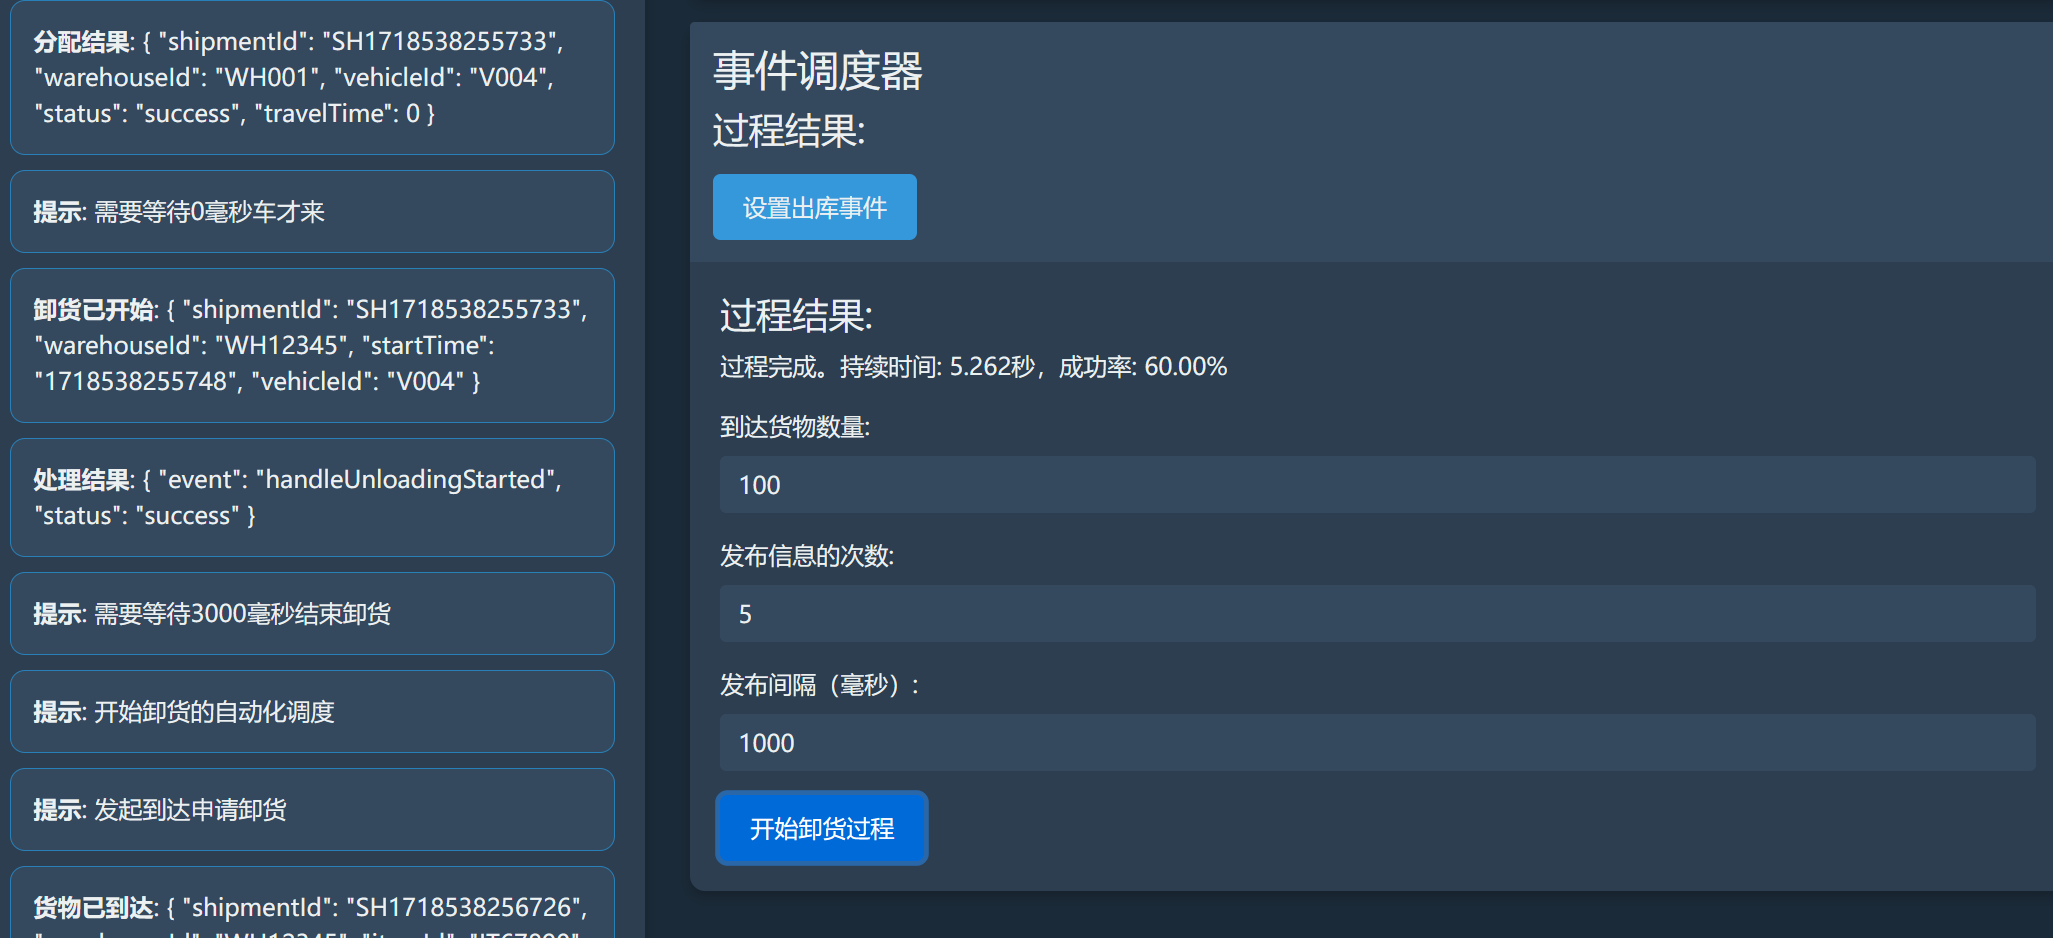 分配结果: { "shipmentId": "SH1718538255733",
"warehouseId": "WH001", "vehicleId": "V004",
"status": "success", "travelTime": 0 }
提示: 需要等待0毫秒车才来
卸货已开始: { "shipmentId": "SH1718538255733",
"warehouseId": "WH12345", "startTime":
"1718538255748", "vehicleId": "V004" }
处理结果: { "event": "handleUnloadingStarted",
"status": "success" }
提示: 需要等待3000毫秒结束卸货
提示: 开始卸货的自动化调度
提示: 发起到达申请卸货
货物已到达: { "shipmentId": "SH1718538256726",
"warehouseId": "WH12345", "itemId": "IT67890",
事件调度器
过程结果:
设置出库事件
过程结果:
过程完成。持续时间: 5.262秒，成功率: 60.00%
到达货物数量:
100
发布信息的次数:
5
发布间隔（毫秒）:
1000
开始卸货过程